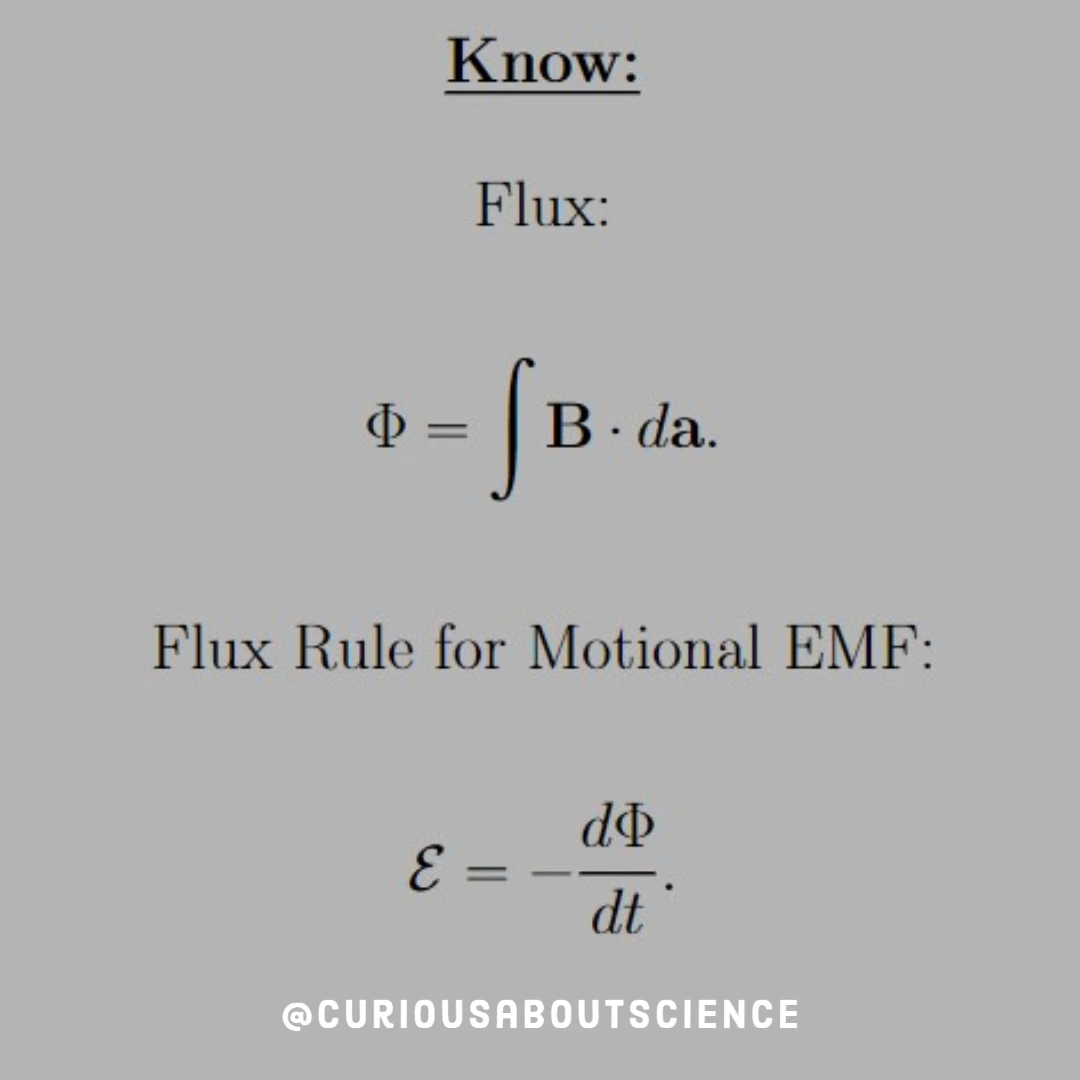 Know:
Flux:
Φ = ∫ B · da.
Flux Rule for Motional EMF:
ℰ = − dΦ/dt.
@CURIOUSABOUTSCIENCE